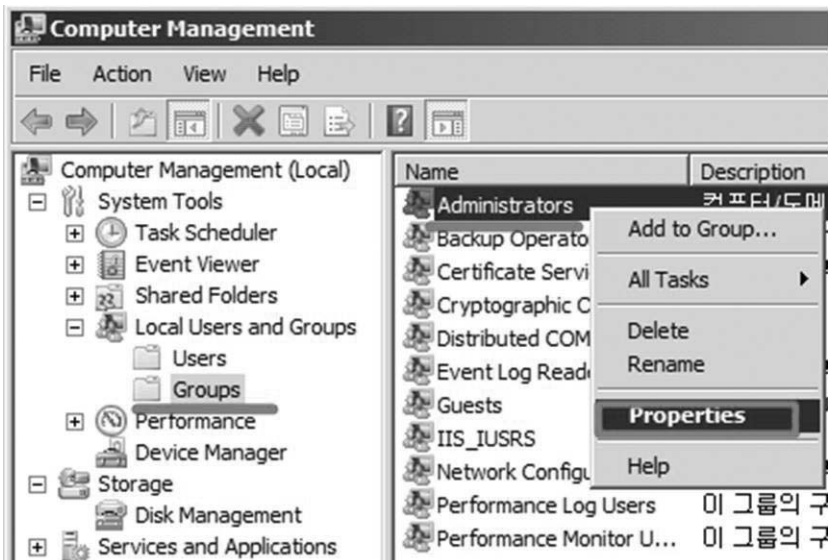 Computer Management
File Action View Help
Computer Management (Local)
System Tools
Task Scheduler
Event Viewer
Shared Folders
Local Users and Groups
Users
Groups
Performance
Device Manager
Storage
Disk Management
Services and Applications
Name Description
Administrators
Backup Operato
Certificate Servi
Cryptographic
Distributed COM
Event Log
Guests
IIS_IUSRS
Network
Performance Log Users 이 그룹의 구
Performance Monitor U... 이 그룹의 구
Add to Group...
All Tasks
Delete
Rename
Properties
Help